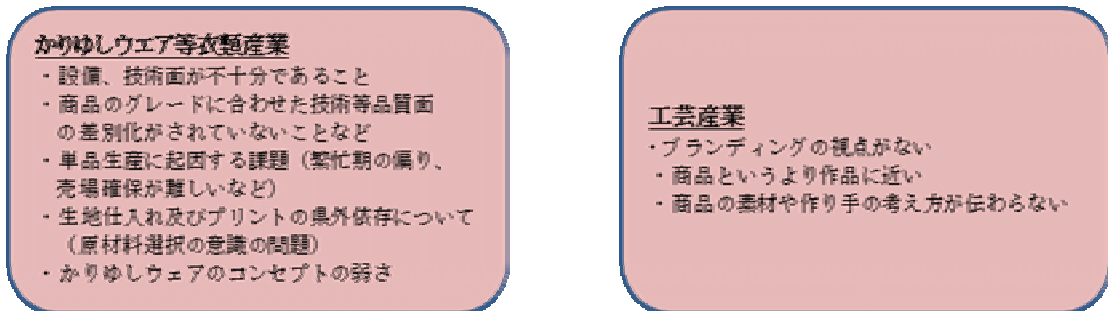 かりゆしウエア等衣類産業
・設備、技術面が不十分であること
・商品のグレードに合わせた技術等品質面
の差別化がされていないことなど
・単品生産に起因する課題（繁忙期の偏り、
売場確保が難しいなど）
・生地仕入れ及びプリントの県外依存について
（原材料選択の意識の問題）
・かりゆしウェアのコンセプトの弱さ
工芸産業
・ブランディングの視点がない
・商品というより作品に近い
・商品の素材や作り手の考え方が伝わらない